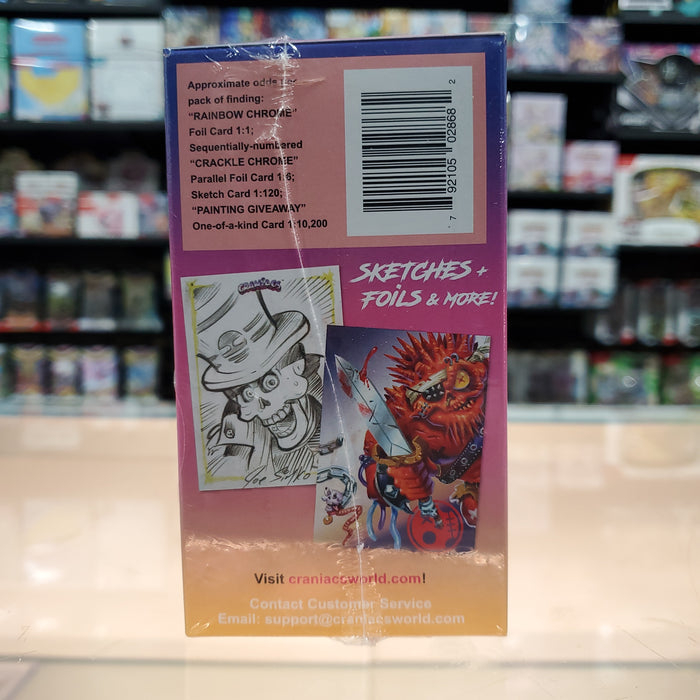 Approximate odds per
pack of finding:
“RAINBOW CHROME”
Foil Card 1:1;
Sequentially-numbered
“CRACKLE CHROME”
Parallel Foil Card 1:6;
Sketch Card 1:120;
“PAINTING GIVEAWAY”
One-of-a-kind Card 1:10,200
7 92105 02868 2
SKETCHES +
FOILS & MORE!
CRANIACS
Visit craniacsworld.com!
Contact Customer Service
Email: support@craniacsworld.com